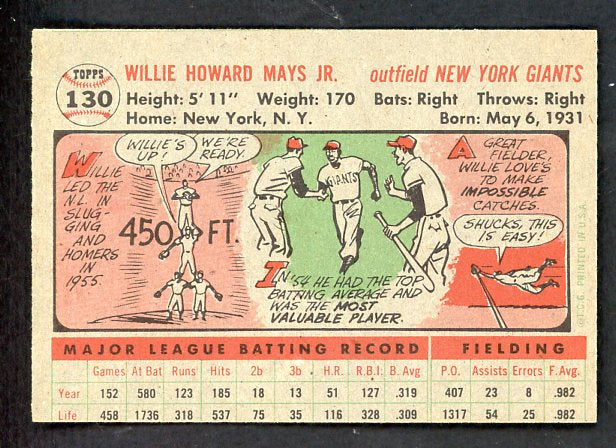 TOPPS
130
WILLIE HOWARD MAYS JR. outfield NEW YORK GIANTS
Height: 5' 11" Weight: 170 Bats: Right Throws: Right
Home: New York, N. Y. Born: May 6, 1931
WILLIE
LED THE
N.L. IN
SLUG-
GING
AND
HOMERS
IN
1955.
WILLIE'S
UP!
WE'RE
READY.
450 FT.
GIANTS
IN '54 HE HAD THE TOP
BATTING AVERAGE AND
WAS THE MOST
VALUABLE PLAYER.
A GREAT
FIELDER,
WILLIE LOVE'S
TO MAKE
IMPOSSIBLE
CATCHES.
SHUCKS, THIS
IS EASY!
©T.C.G. PRINTED IN U.S.A.
MAJOR LEAGUE BATTING RECORD FIELDING
Games At Bat Runs Hits 2b 3b H.R. R.B.I. B. Avg P.O. Assists Errors F. Avg.
Year 152 580 123 185 18 13 51 127 .319 407 23 8 .982
Life 458 1736 318 537 75 35 116 328 .309 1317 54 25 .982